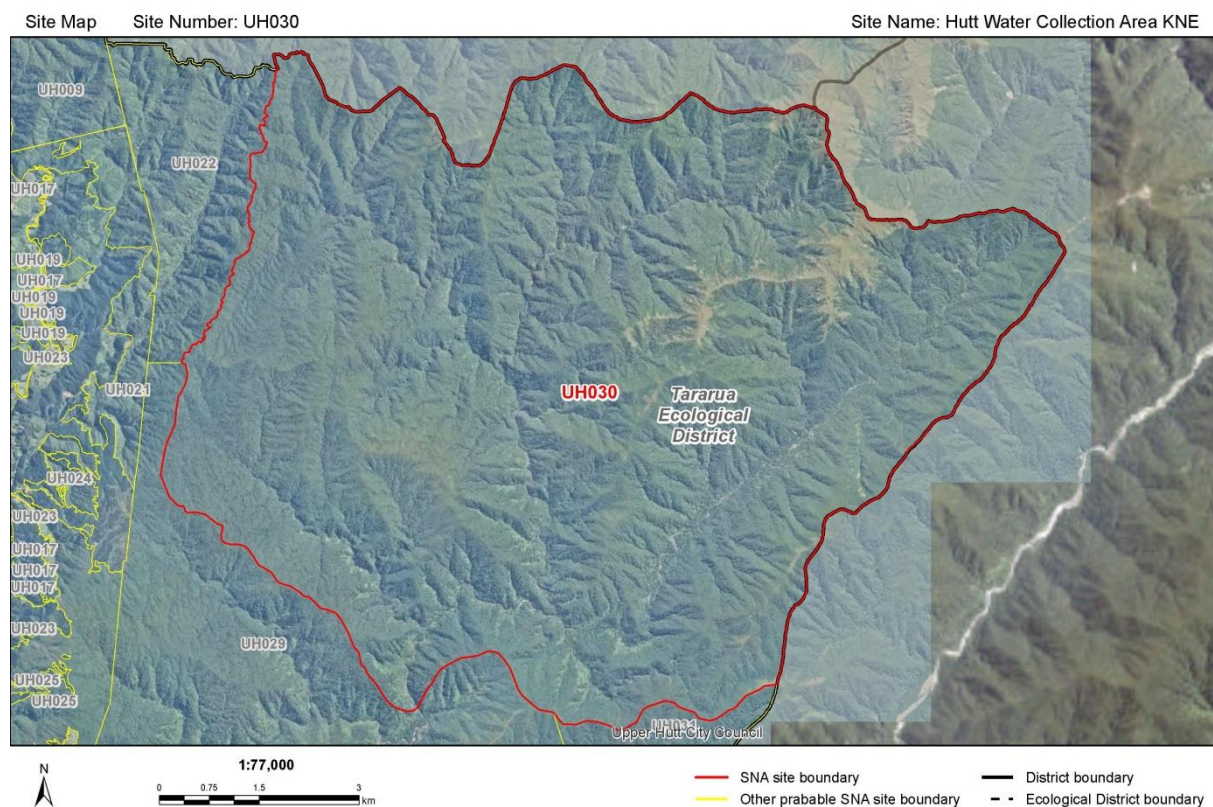 Site Map Site Number: UH030 Site Name: Hutt Water Collection Area KNE
UH009
UH022
UH017
UH019
UH017
UH019
UH019
UH019
UH023
UH021
UH030
Tararua
Ecological
District
UH024
UH023
UH017
UH017
UH017
UH023
UH029
UH025
UH025
UH031
Upper Hutt City Council
N
1:77,000
0 0.75 1.5 3
km
SNA site boundary
Other prabable SNA site boundary
District boundary
Ecological District boundary